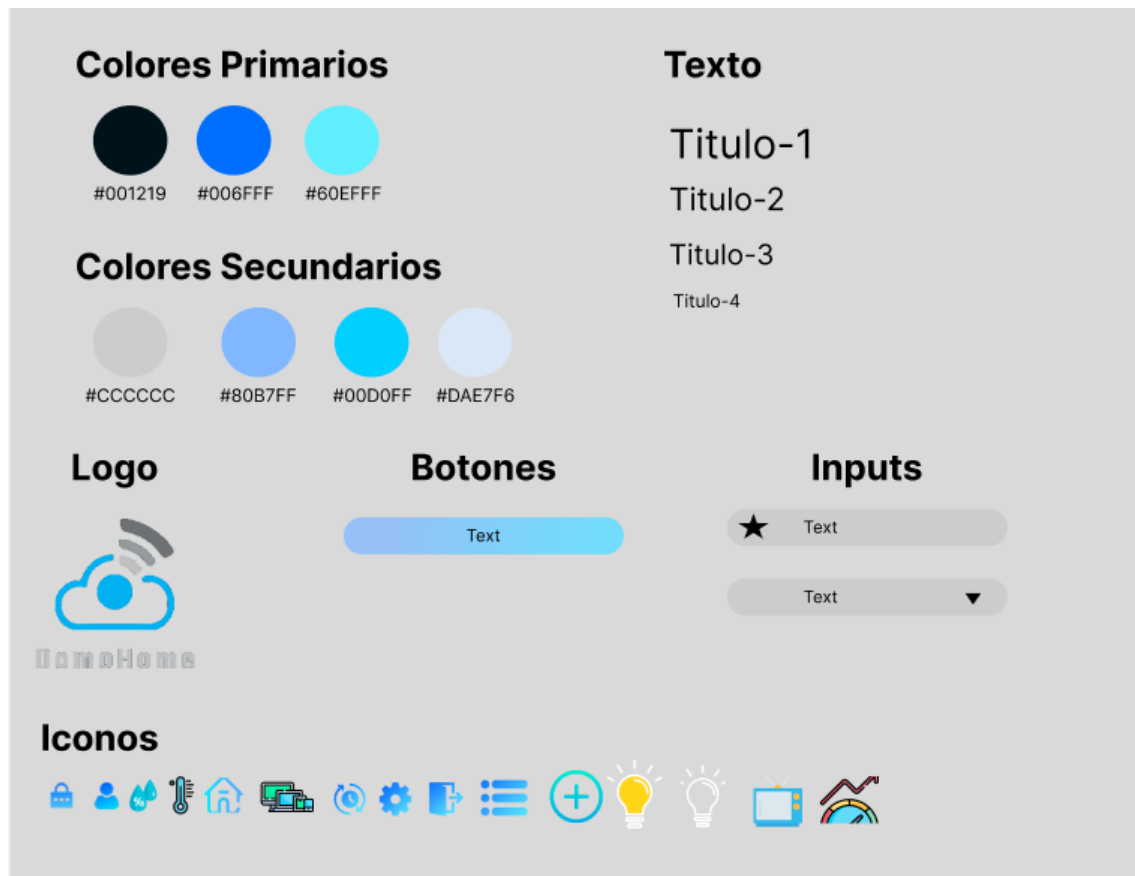 Colores Primarios
#001219
#006FFF
#60EFFF
Colores Secundarios
#CCCCCC
#80B7FF
#00D0FF
#DAE7F6
Texto
Titulo-1
Titulo-2
Titulo-3
Titulo-4
Logo
DomoHome
Botones
Text
Inputs
Text
Text
Iconos
%